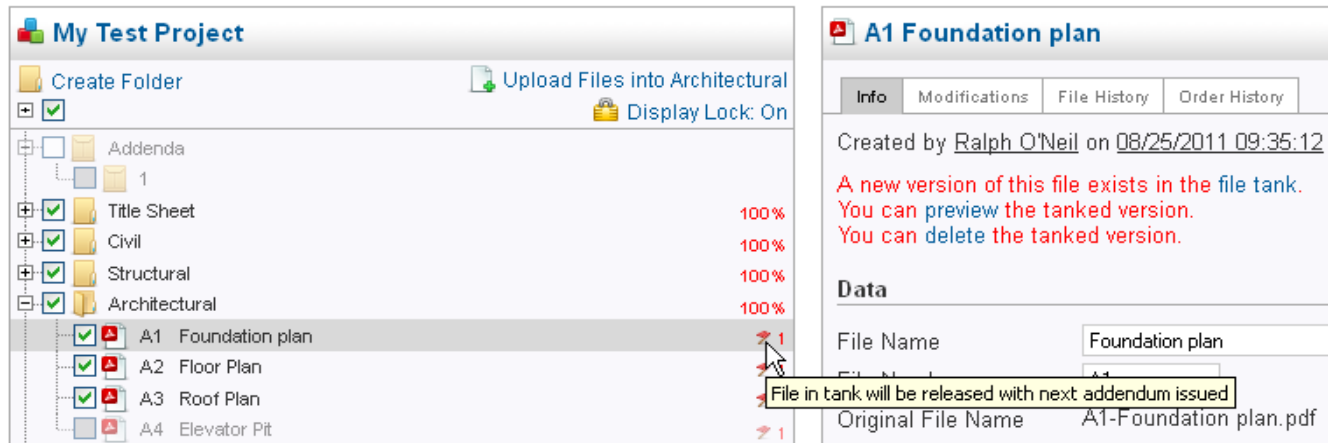 My Test Project
Create Folder
Upload Files into Architectural
Display Lock: On
Addenda
1
Title Sheet 100%
Civil 100%
Structural 100%
Architectural 100%
A1 Foundation plan 1
A2 Floor Plan
A3 Roof Plan
A4 Elevator Pit 1
File in tank will be released with next addendum issued
A1 Foundation plan
Info Modifications File History Order History
Created by Ralph O'Neil on 08/25/2011 09:35:12
A new version of this file exists in the file tank.
You can preview the tanked version.
You can delete the tanked version.
Data
File Name Foundation plan
Original File Name A1-Foundation plan.pdf